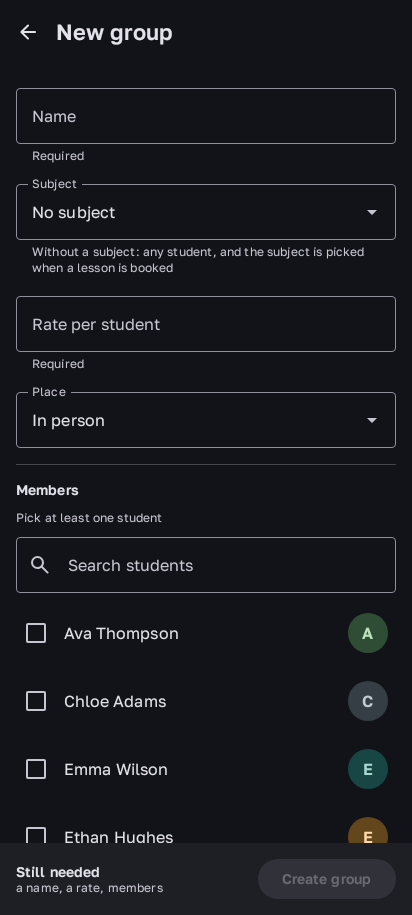 New group
Name
Required
Subject
No subject
Without a subject: any student, and the subject is picked
when a lesson is booked
Rate per student
Required
Place
In person
Members
Pick at least one student
Search students
Ava Thompson A
Chloe Adams C
Emma Wilson E
Ethan Hughes E
Still needed
a name, a rate, members
Create group